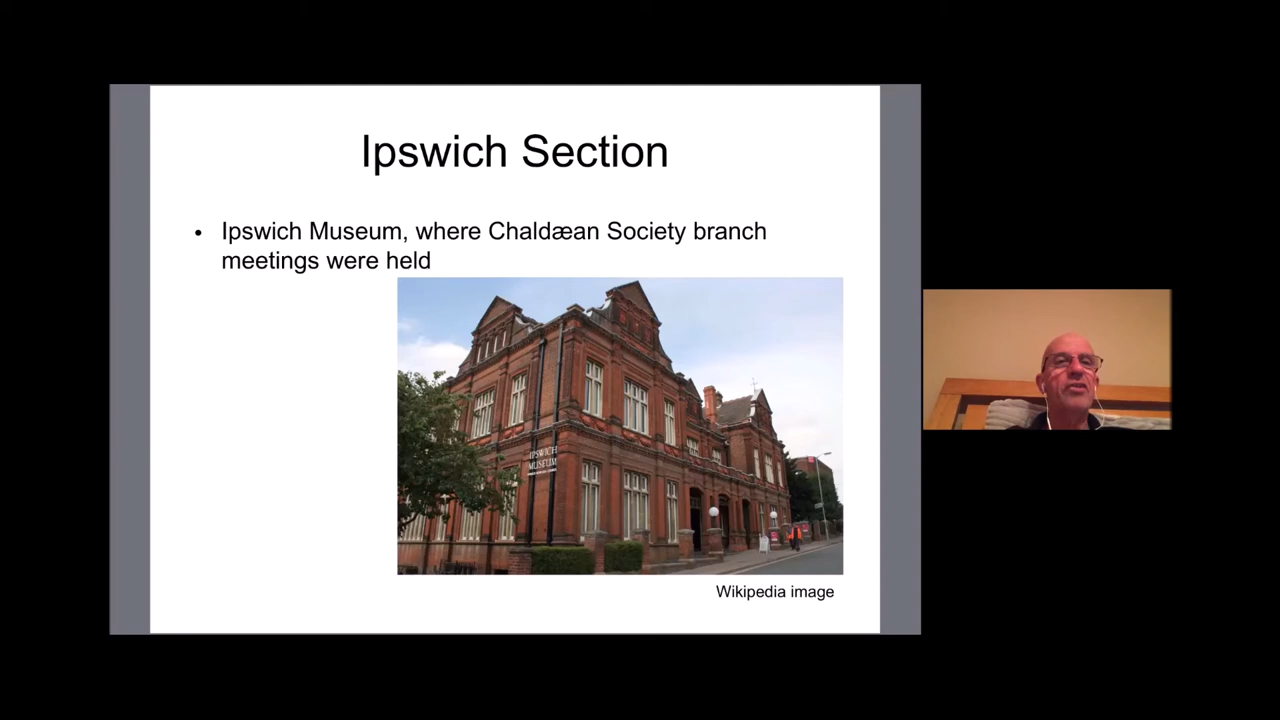 Ipswich Section
• Ipswich Museum, where Chaldæan Society branch
meetings were held
IPSWICH
MUSEUM
Wikipedia image